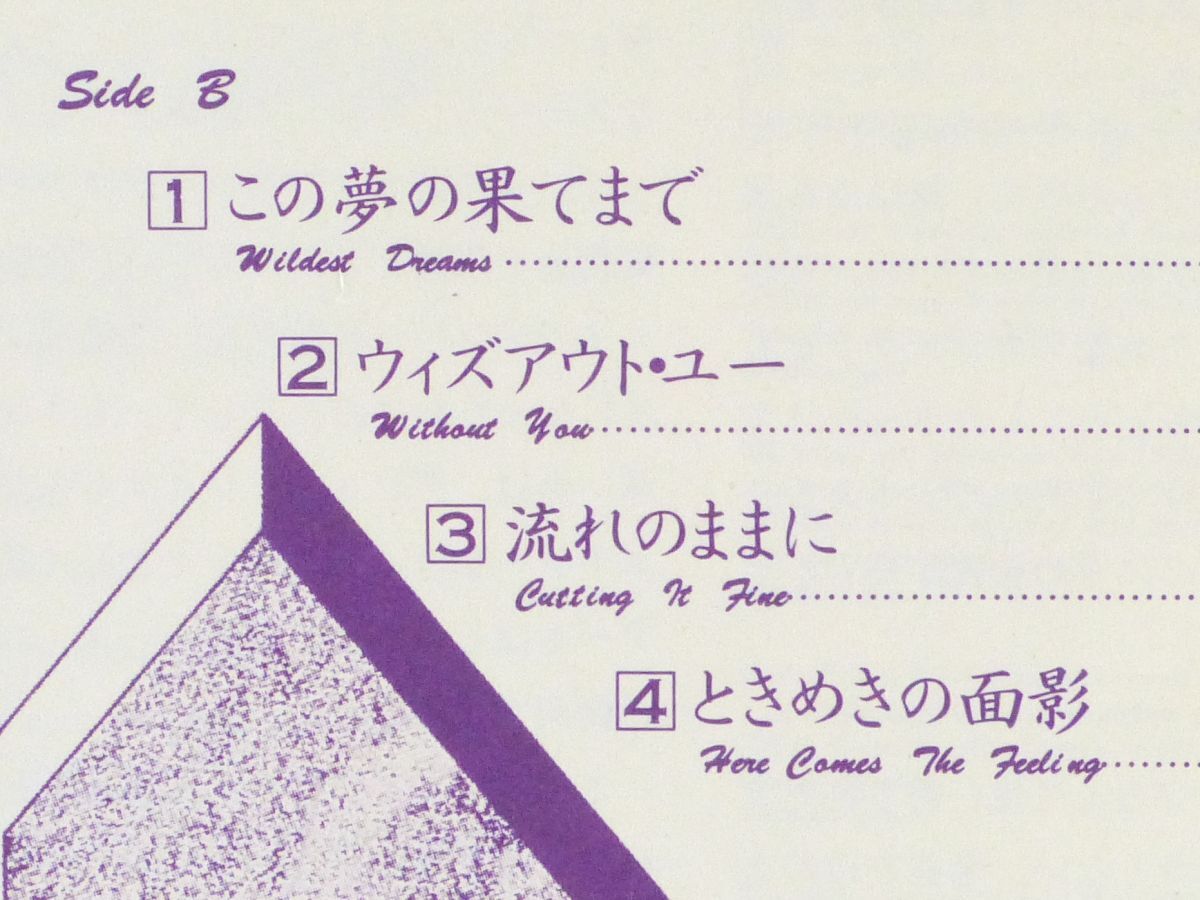 Side B
1 この夢の果てまで
Wildest Dreams
2 ウィズアウト・ユー
Without You
3 流れのままに
Cutting It Fine
4 ときめきの面影
Here Comes The Feeling